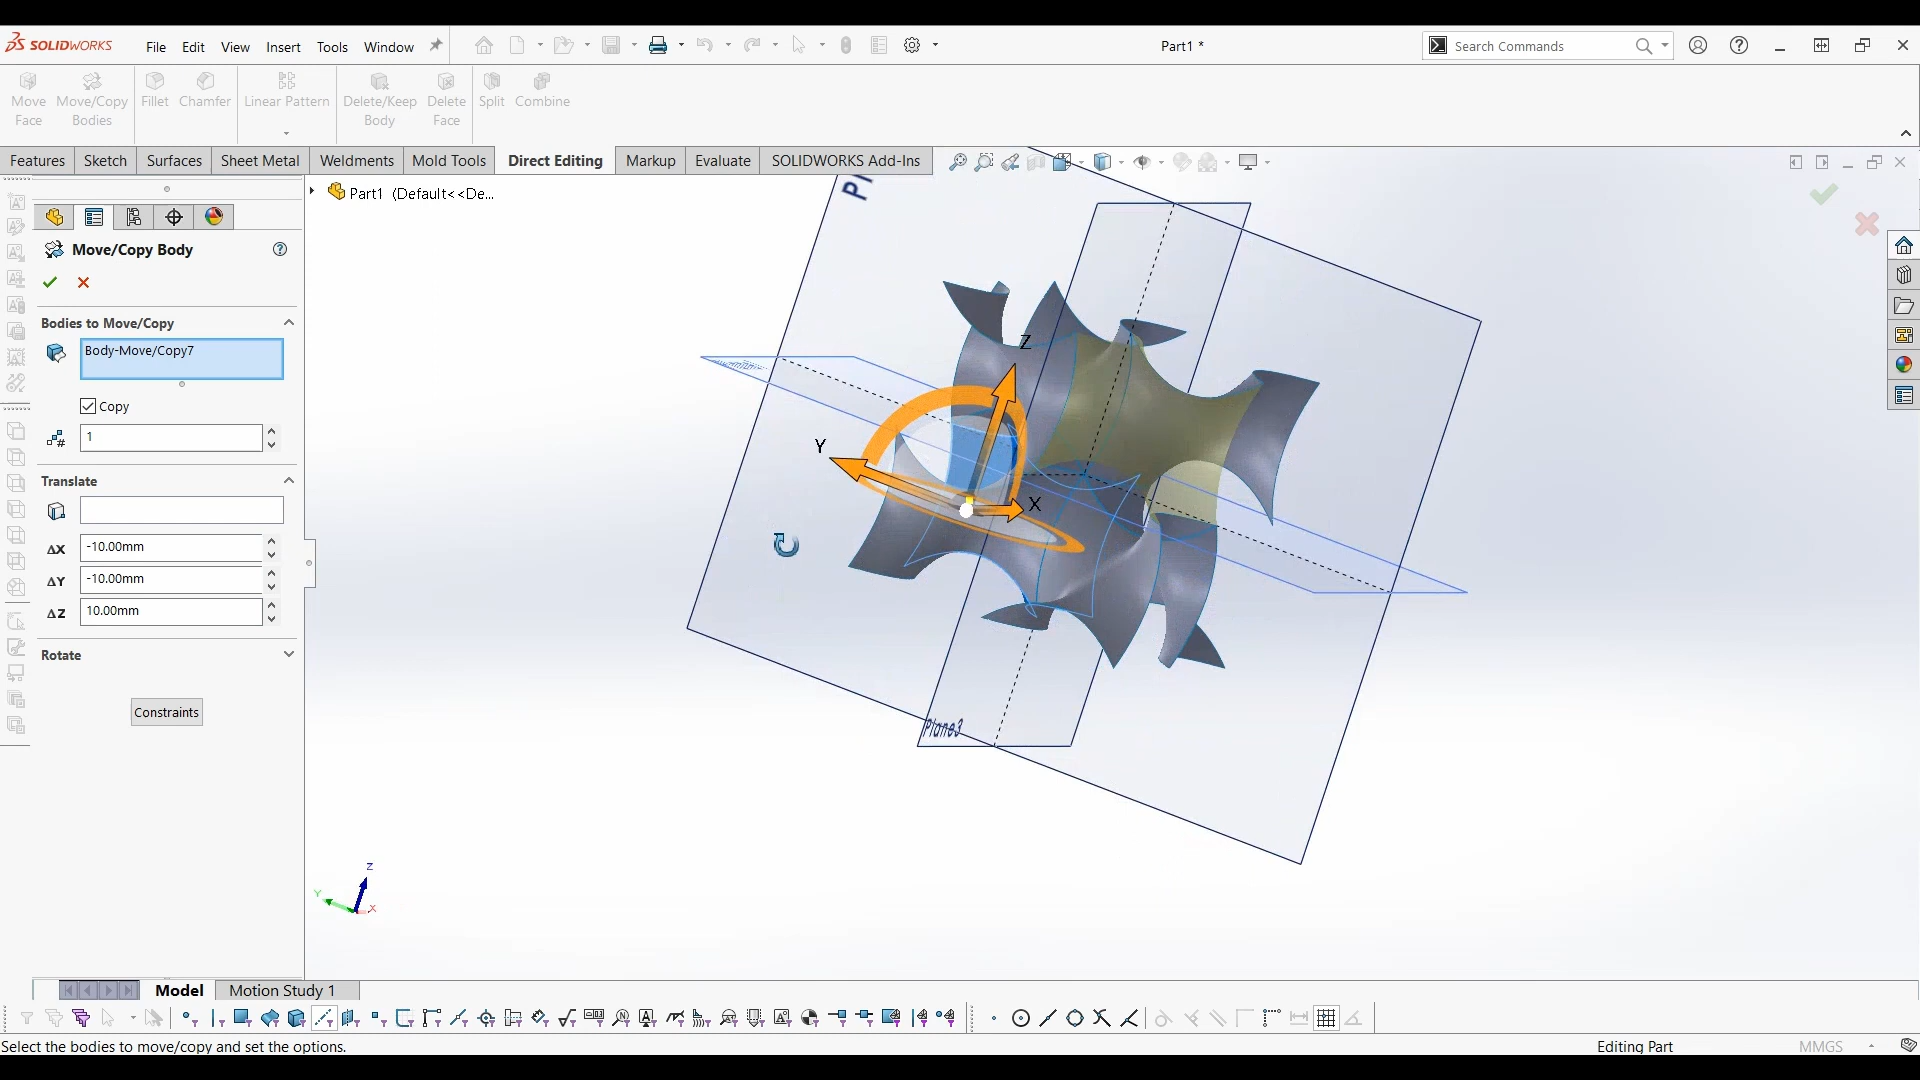 SOLIDWORKS File Edit View Insert Tools Window Part1 * Search Commands
Move Face
Move/Copy Bodies
Fillet
Chamfer
Linear Pattern
Delete/Keep Body
Delete Face
Split
Combine
Features Sketch Surfaces Sheet Metal Weldments Mold Tools Direct Editing Markup Evaluate SOLIDWORKS Add-Ins
Part1 (Default<<De...
Move/Copy Body
Bodies to Move/Copy
Body-Move/Copy7
Copy
1
Translate
ΔX -10.00mm
ΔY -10.00mm
ΔZ 10.00mm
Rotate
Constraints
Pl
Z
Y
X
Plane3
Z
Y
X
Model Motion Study 1
Select the bodies to move/copy and set the options. Editing Part MMGS